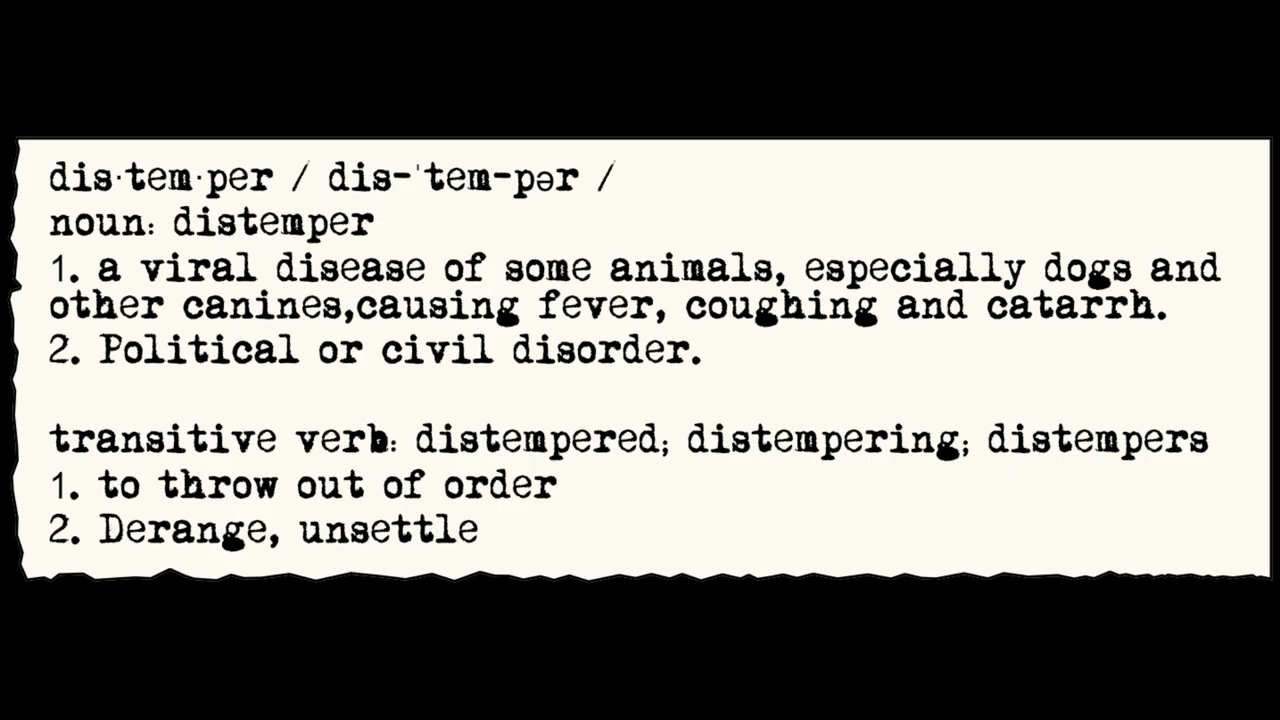 dis·tem·per / dis-ˈtem-pər /
noun: distemper
1. a viral disease of some animals, especially dogs and
other canines,causing fever, coughing and catarrh.
2. Political or civil disorder.
transitive verb: distempered; distempering; distempers
1. to throw out of order
2. Derange, unsettle